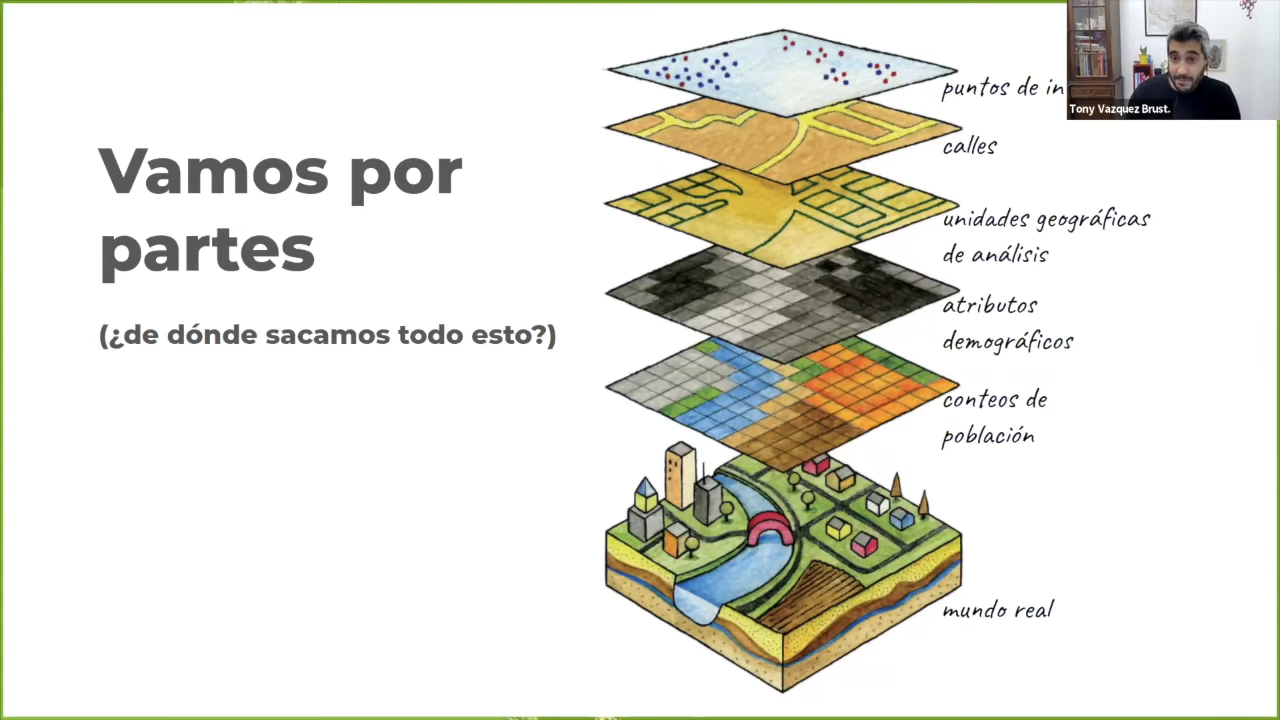 Vamos por
partes
(¿de dónde sacamos todo esto?)
puntos de
calles
unidades geográficas
de análisis
atributos
demográficos
conteos de
población
mundo real
Tony Vazquez Brust.